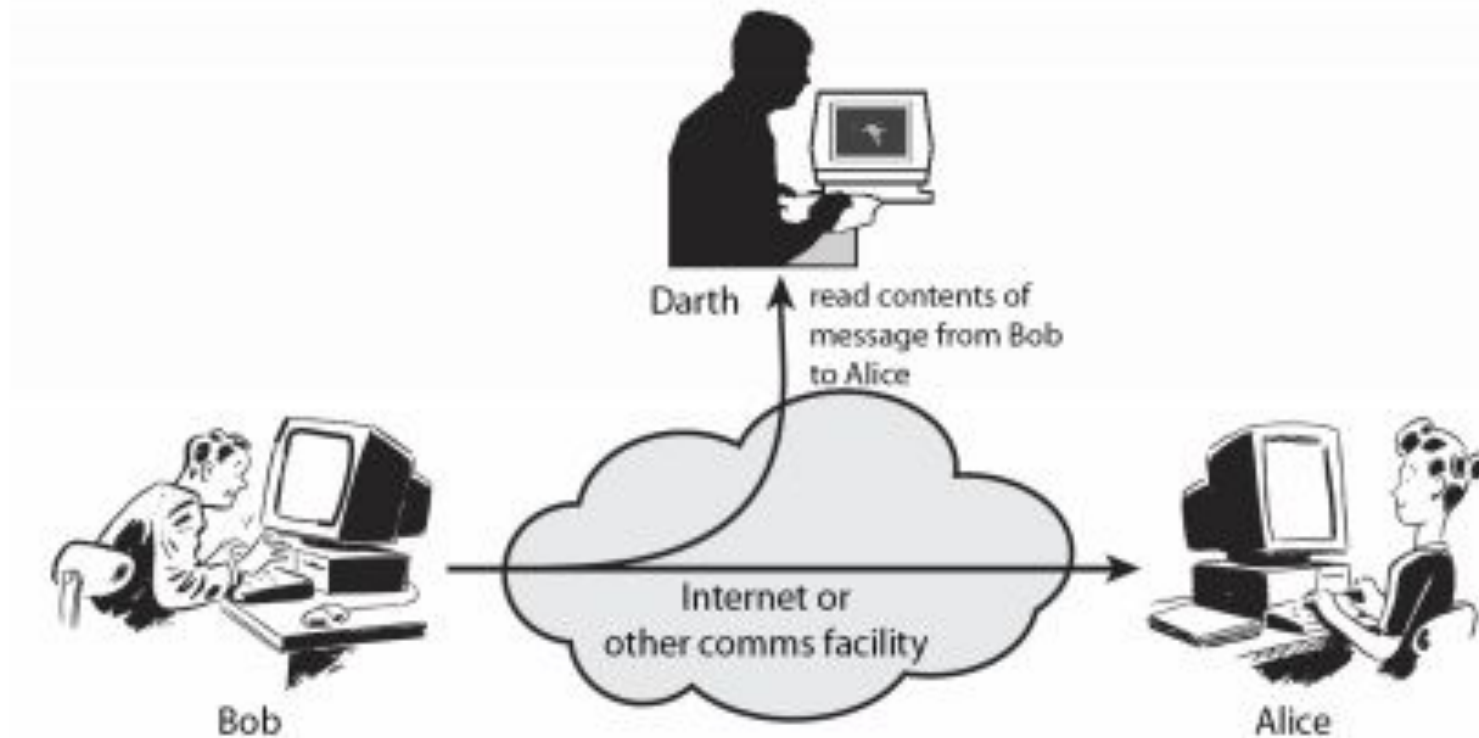 Darth
read contents of
message from Bob
to Alice
Internet or
other comms facility
Bob
Alice